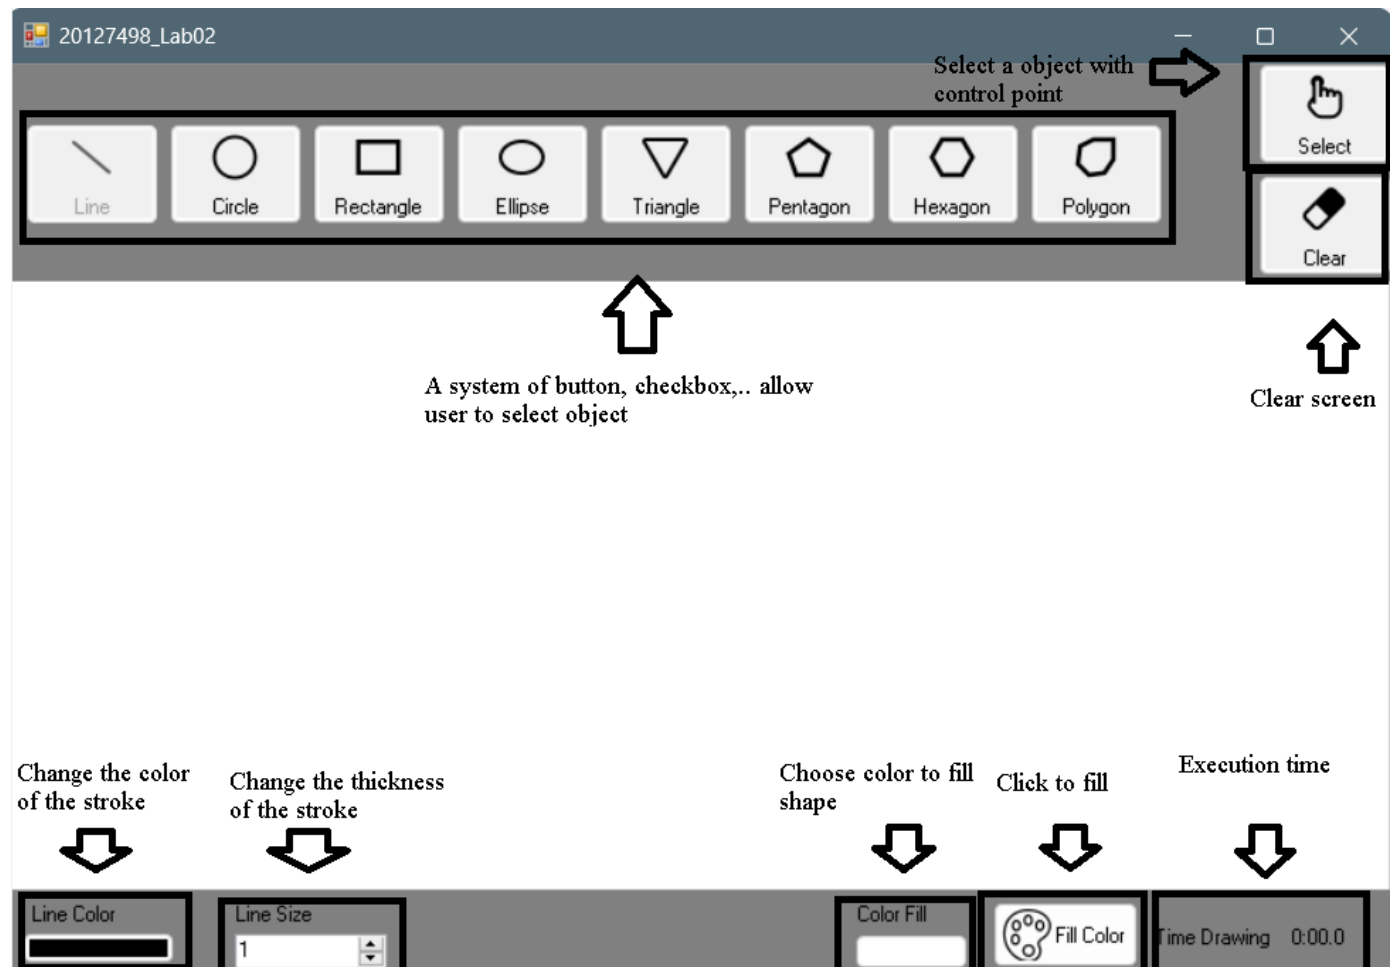 20127498_Lab02
Select a object with
control point
Select
Line
Circle
Rectangle
Ellipse
Triangle
Pentagon
Hexagon
Polygon
Clear
A system of button, checkbox,.. allow
user to select object
Clear screen
Change the color
of the stroke
Change the thickness
of the stroke
Choose color to fill
shape
Click to fill
Execution time
Line Color
Line Size
1
Color Fill
Fill Color
Time Drawing 0:00.0